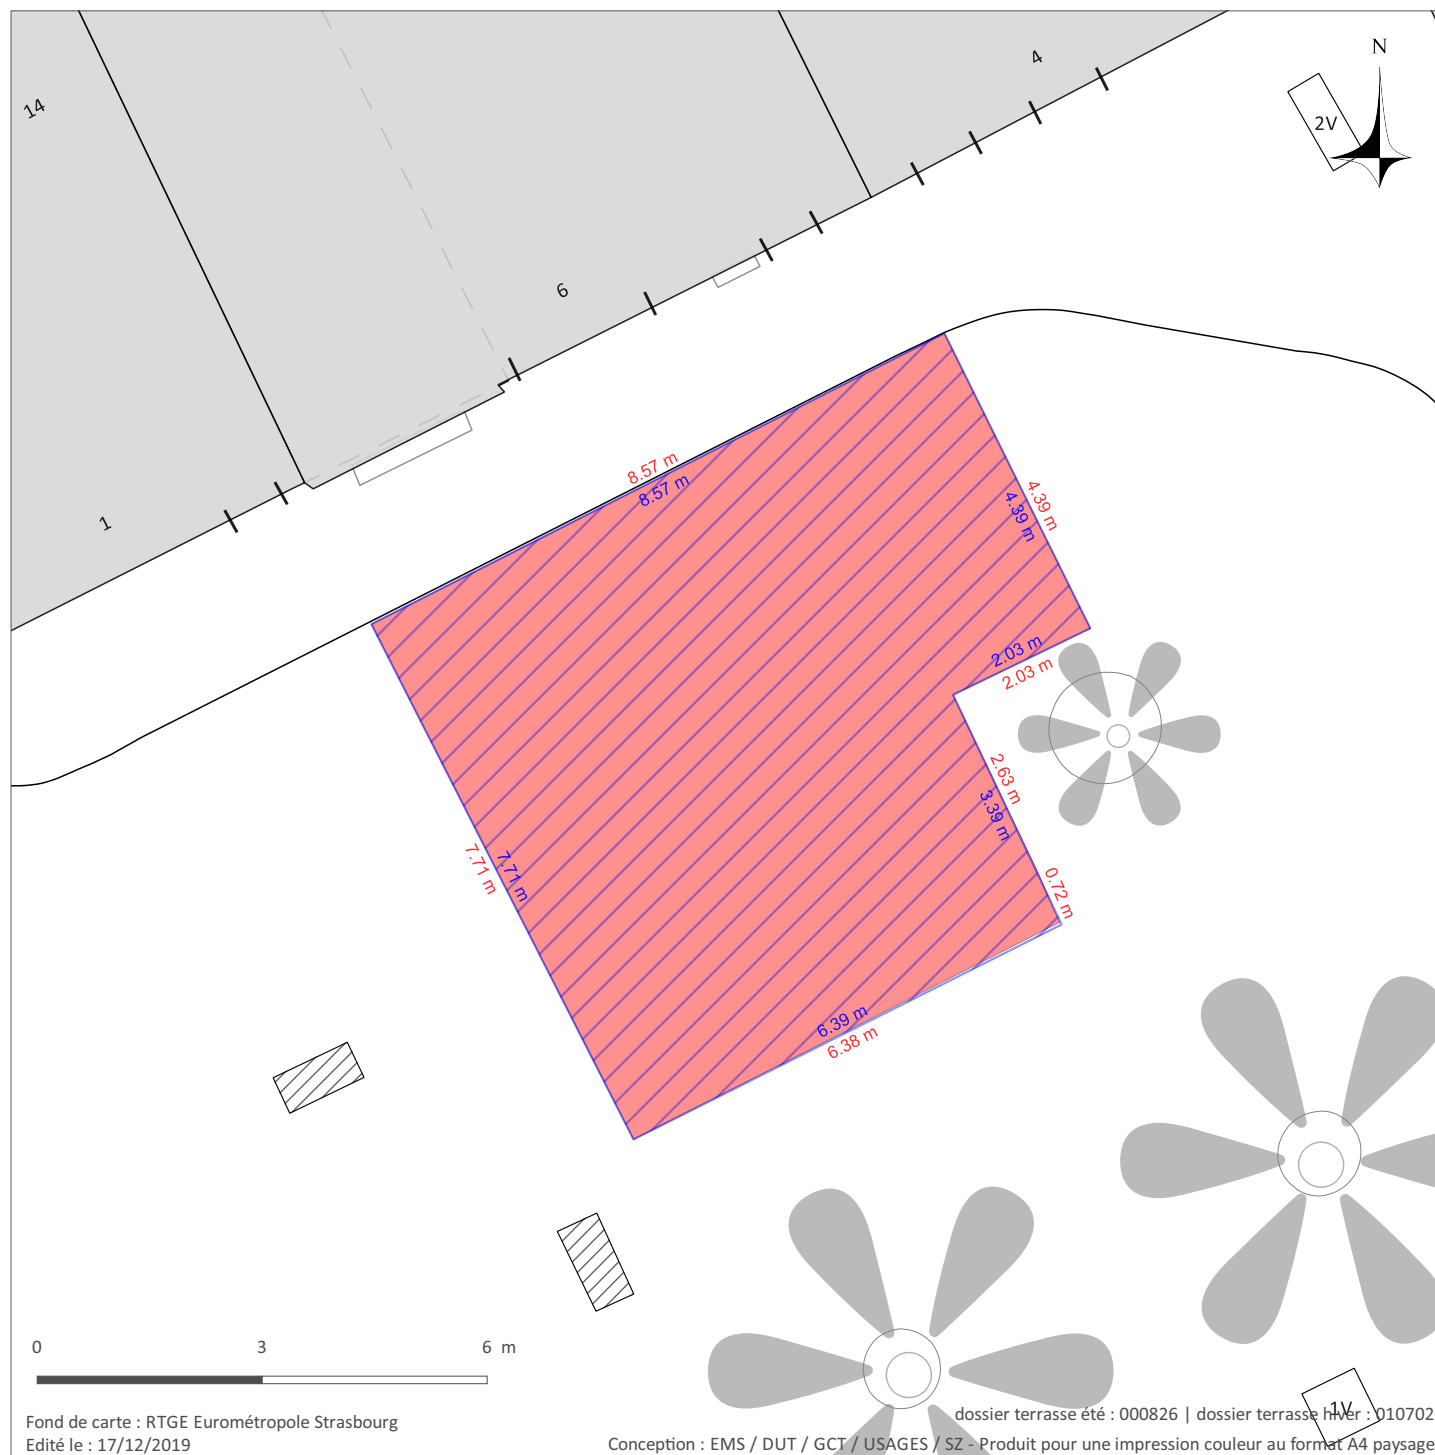 14
4
N
2V
6
1
8.57 m
8.57 m
4.39 m
4.39 m
2.03 m
2.03 m
2.63 m
3.39 m
7.71 m
7.71 m
0.72 m
6.39 m
6.38 m
0 3 6 m
1V
Fond de carte : RTGE Eurométropole Strasbourg
Edité le : 17/12/2019
dossier terrasse été : 000826 | dossier terrasse hiver : 010702
Conception : EMS / DUT / GCT / USAGES / SZ - Produit pour une impression couleur au format A4 paysage